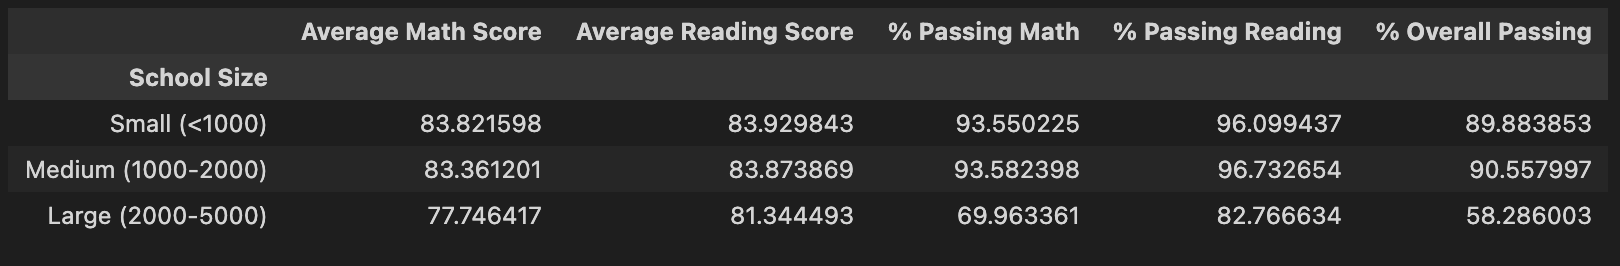 Average Math Score Average Reading Score % Passing Math % Passing Reading % Overall Passing
School Size
Small (<1000) 83.821598 83.929843 93.550225 96.099437 89.883853
Medium (1000-2000) 83.361201 83.873869 93.582398 96.732654 90.557997
Large (2000-5000) 77.746417 81.344493 69.963361 82.766634 58.286003